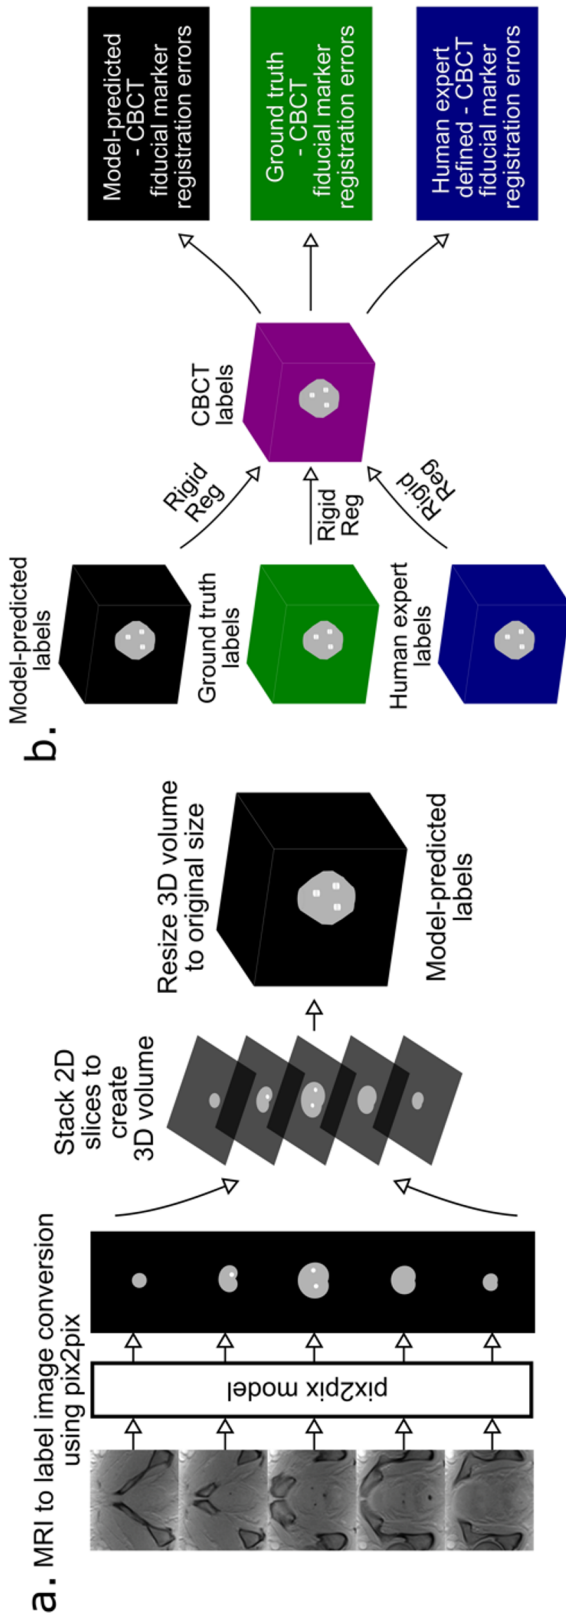 a.
MRI to label image conversion
using pix2pix
pix2pix model
Stack 2D
slices to
create
3D volume
Resize 3D volume
to original size
Model-predicted
labels
b.
Model-predicted
labels
Ground truth
labels
Human expert
labels
Rigid
Reg
Rigid
Reg
Rigid
Reg
CBCT
labels
Model-predicted
- CBCT
fiducial marker
registration errors
Ground truth
- CBCT
fiducial marker
registration errors
Human expert
defined - CBCT
fiducial marker
registration errors